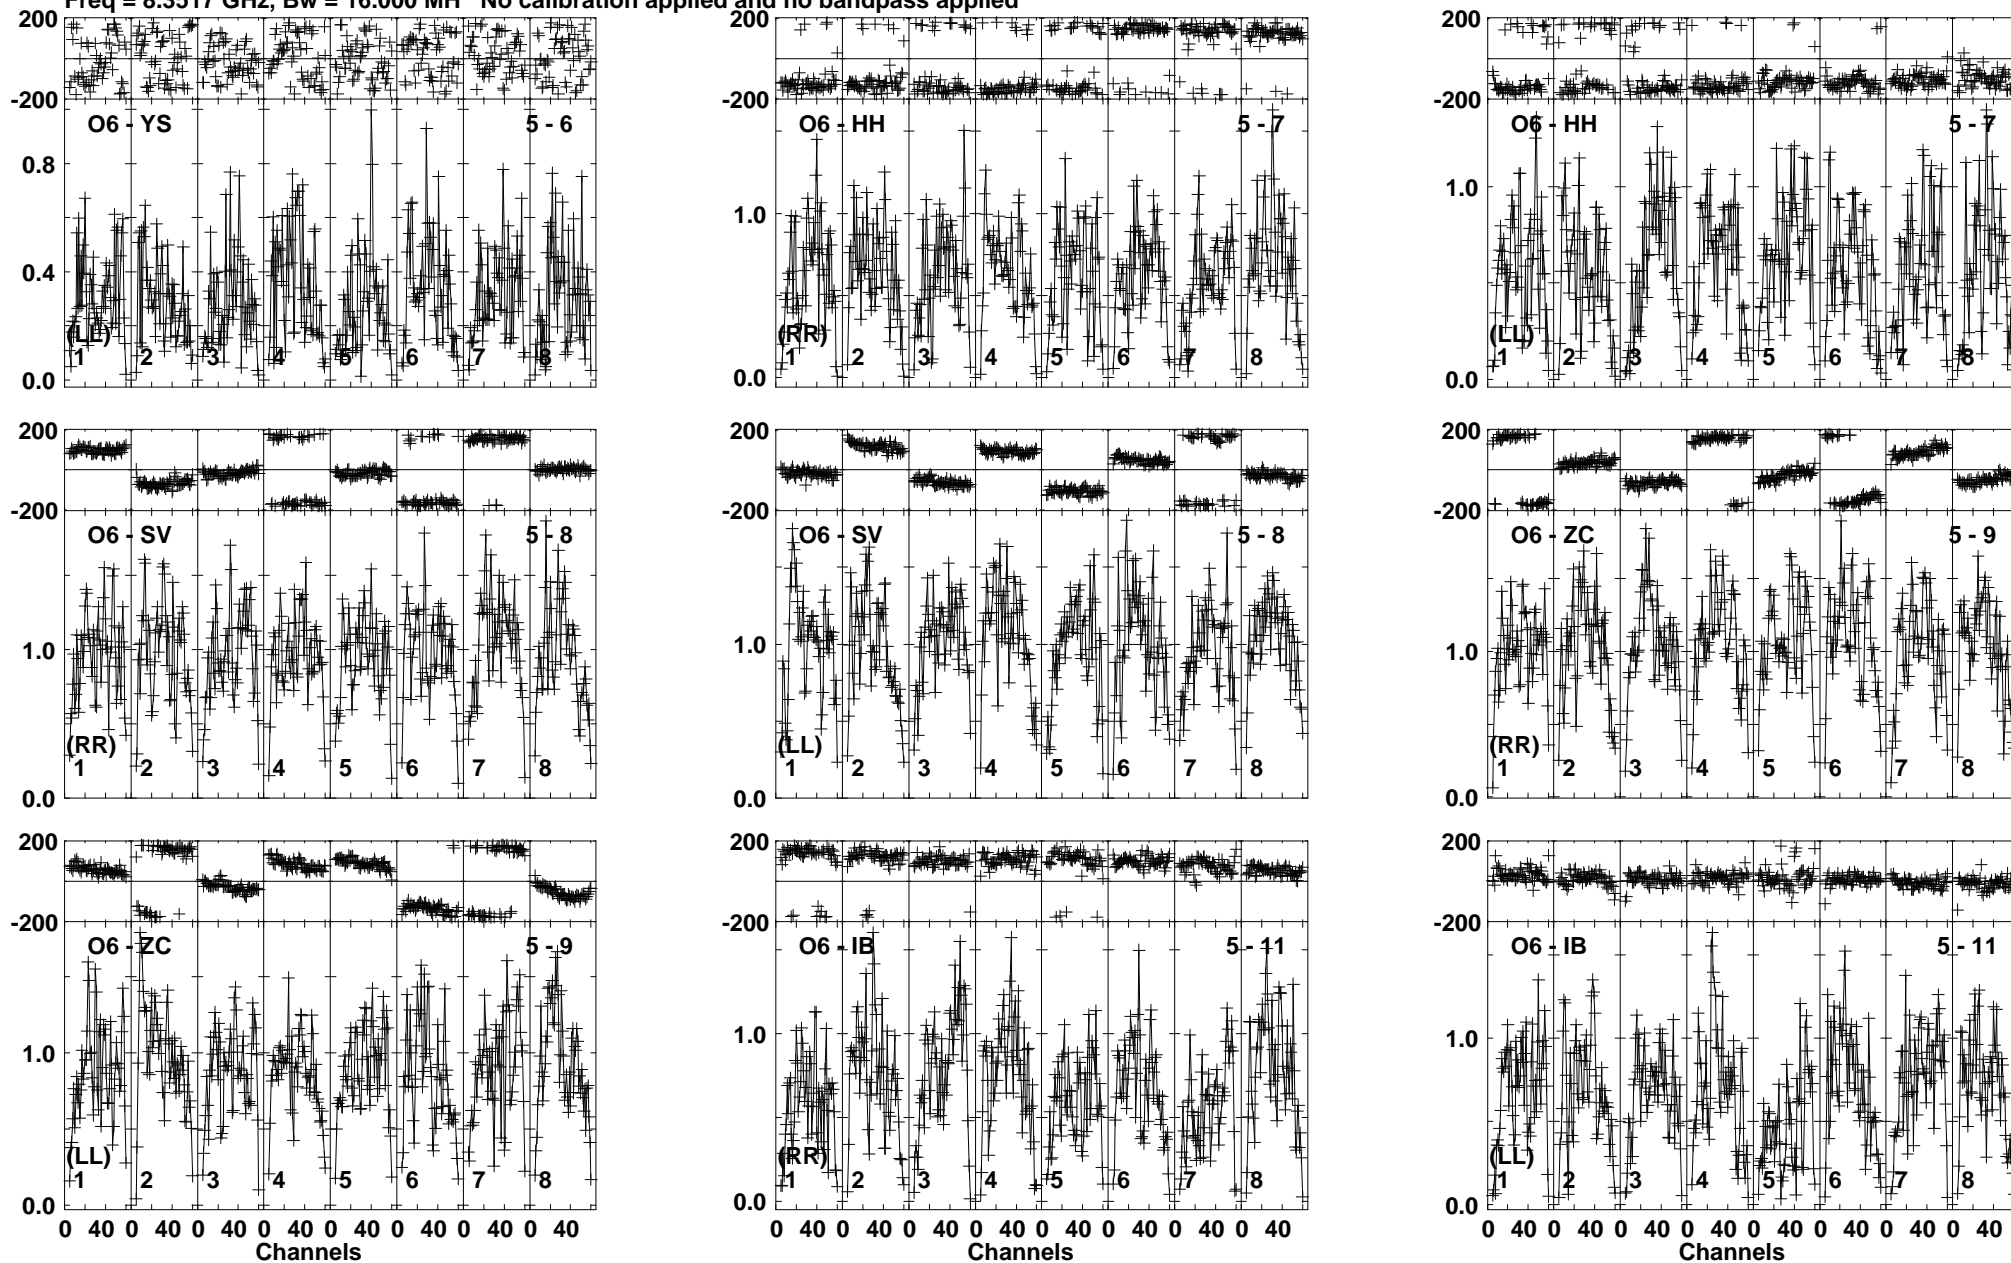 Freq = 8.3517 GHz, Bw = 16.000 MH No calibration applied and no bandpass applied
200 200 200
-200 -200 -200
O6 - YS 5 - 6 O6 - HH 5 - 7 O6 - HH 5 - 7
0.8
1.0 1.0
0.4
(LL) (RR) (LL)
1 2 3 4 5 6 7 8 1 2 3 4 5 6 7 8 1 2 3 4 5 6 7 8
0.0 0.0 0.0
200 200 200
-200 -200 -200
O6 - SV 5 - 8 O6 - SV 5 - 8 O6 - ZC 5 - 9
1.0 1.0 1.0
(RR) (LL) (RR)
1 2 3 4 5 6 7 8 1 2 3 4 5 6 7 8 1 2 3 4 5 6 7 8
0.0 0.0 0.0
200 200 200
-200 -200 -200
O6 - ZC 5 - 9 O6 - IB 5 - 11 O6 - IB 5 - 11
1.0 1.0 1.0
(LL) (RR) (LL)
1 2 3 4 5 6 7 8 1 2 3 4 5 6 7 8 1 2 3 4 5 6 7 8
0.0 0.0 0.0
0 40 0 40 0 40 0 40 0 40 0 40 0 40 0 40 0 40 0 40 0 40 0 40 0 40 0 40 0 40 0 40 0 40 0 40 0 40 0 40 0 40 0 40 0 40 0 40
Channels Channels Channels